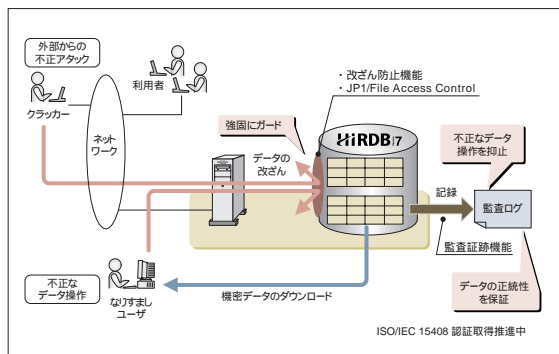 外部からの
不正アタック
クラッカー
利用者
ネット
ワーク
・改ざん防止機能
・JP1/File Access Control
強固にガード
データの
改ざん
HiRDB
7
不正なデータ
操作を抑止
記録
監査ログ
監査証跡機能
データの正統性
を保証
不正な
データ操作
なりすまし
ユーザ
機密データのダウンロード
ISO/IEC 15408 認証取得推進中